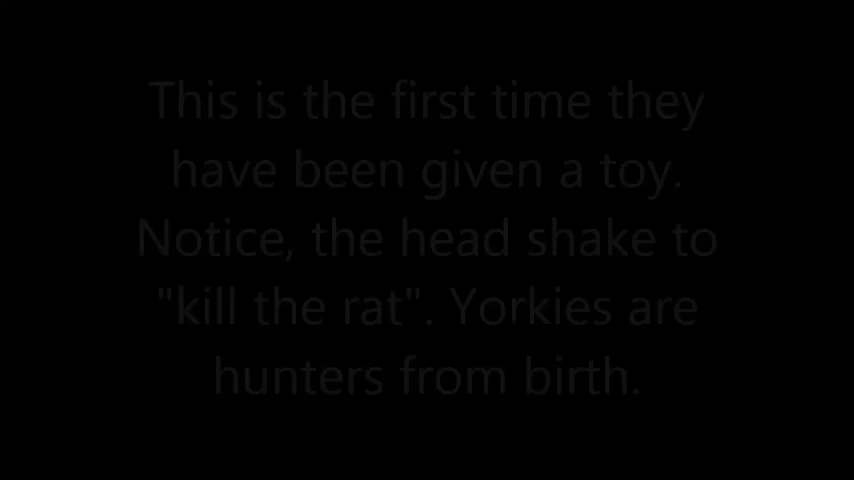 This is the first time they
have been given a toy.
Notice, the head shake to
"kill the rat". Yorkies are
hunters from birth.